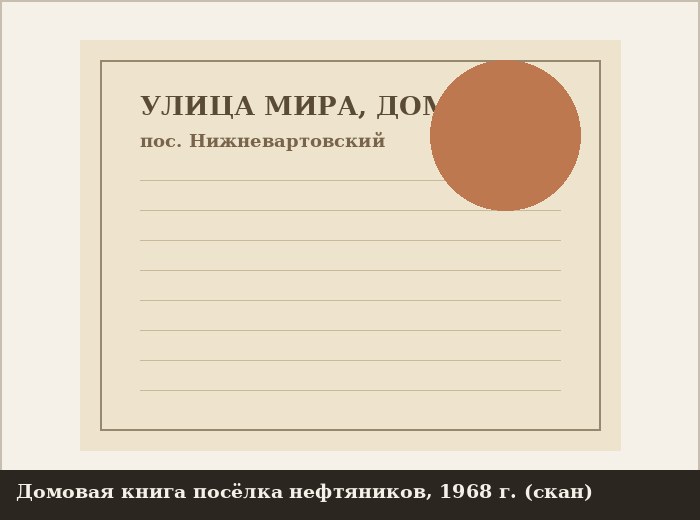 УЛИЦА МИРА, ДОМ
пос. Нижневартовский
Домовая книга посёлка нефтяников, 1968 г. (скан)